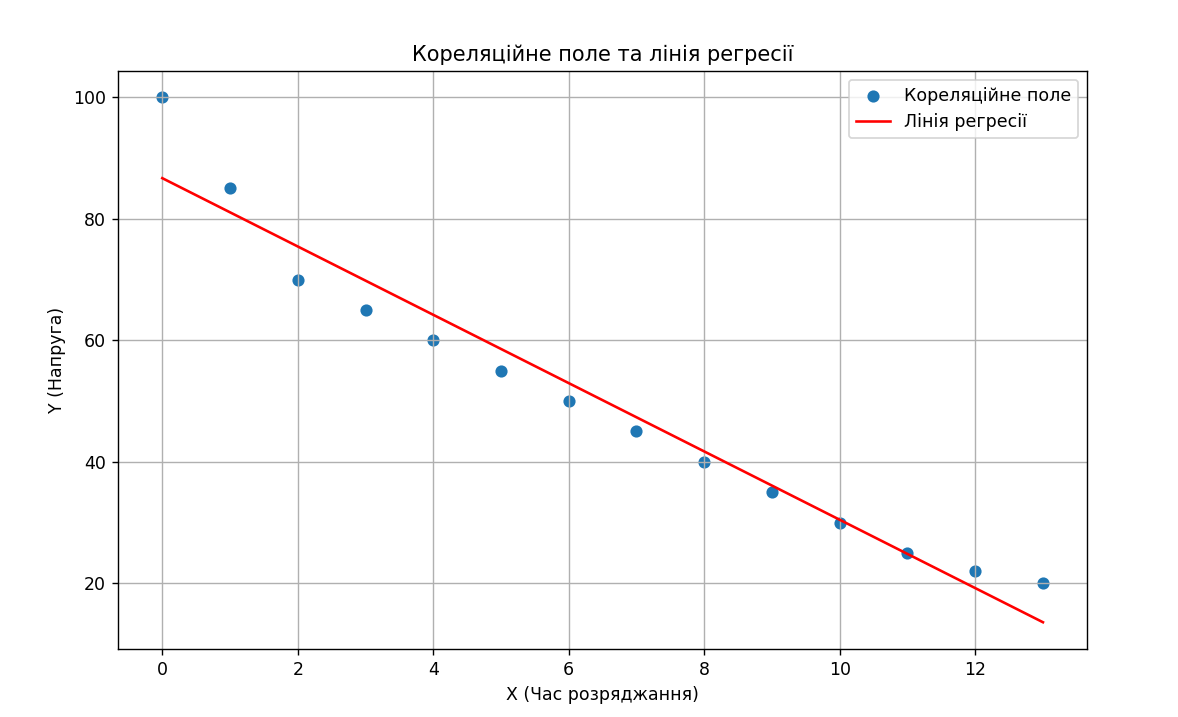 Кореляційне поле та лінія регресії
Кореляційне поле
Лінія регресії
Y (Напруга)
100
80
60
40
20
0 2 4 6 8 10 12
X (Час розряджання)